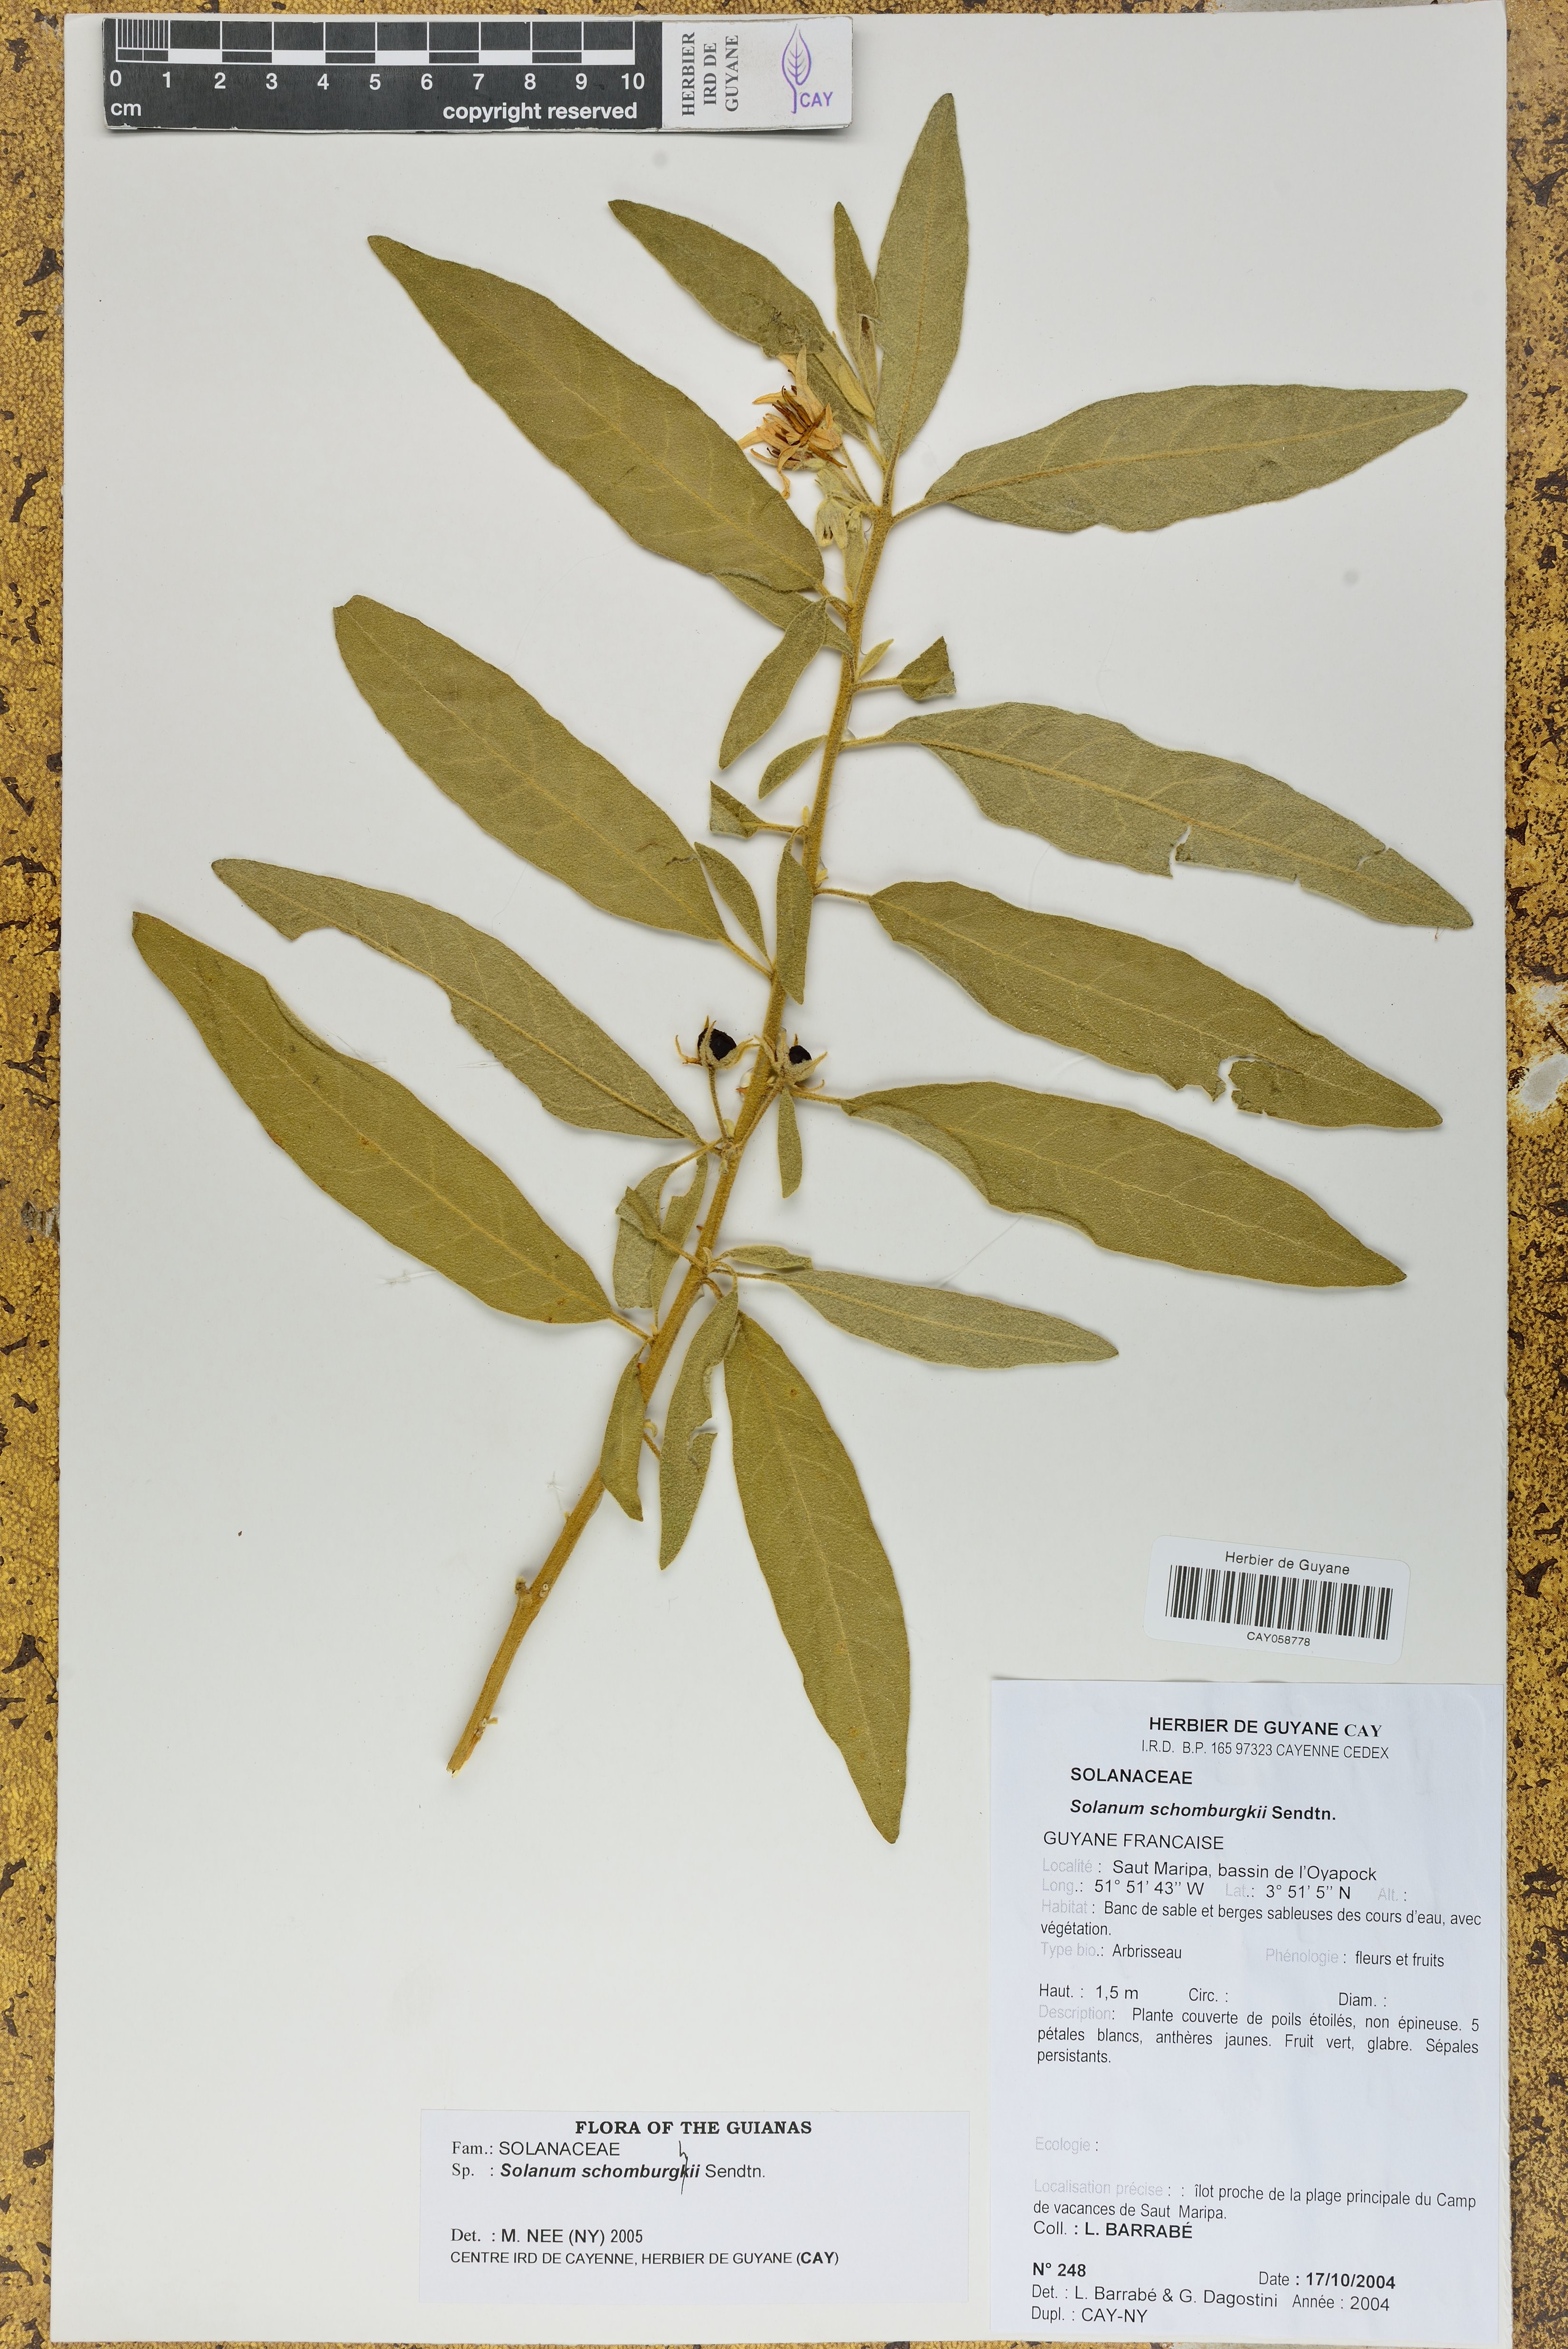 0 1 2 3 4 5 6 7 8 9 10
cm copyright reserved
HERBIER
IRD DE
GUYANE
CAY
Herbier de Guyane
CAY058778
HERBIER DE GUYANE CAY
I.R.D. B.P. 165 97323 CAYENNE CEDEX
SOLANACEAE
Solanum schomburgkii Sendtn.
GUYANE FRANCAISE
Localité : Saut Maripa, bassin de l'Oyapock
Long.: 51° 51' 43'' W Lat.: 3° 51' 5'' N Alt. :
Habitat : Banc de sable et berges sableuses des cours d'eau, avec
végétation.
Type bio.: Arbrisseau Phénologie : fleurs et fruits
Haut. : 1,5 m Circ. : Diam. :
Description: Plante couverte de poils étoilés, non épineuse. 5
pétales blancs, anthères jaunes. Fruit vert, glabre. Sépales
persistants.
Ecologie :
Localisation précise : : îlot proche de la plage principale du Camp
de vacances de Saut Maripa.
Coll. : L. BARRABÉ
N° 248 Date : 17/10/2004
Det. : L. Barrabé & G. Dagostini Année : 2004
Dupl. : CAY-NY
FLORA OF THE GUIANAS
Fam.: SOLANACEAE
h
Sp. : Solanum schomburgkii Sendtn.
Det. : M. NEE (NY) 2005
CENTRE IRD DE CAYENNE, HERBIER DE GUYANE (CAY)